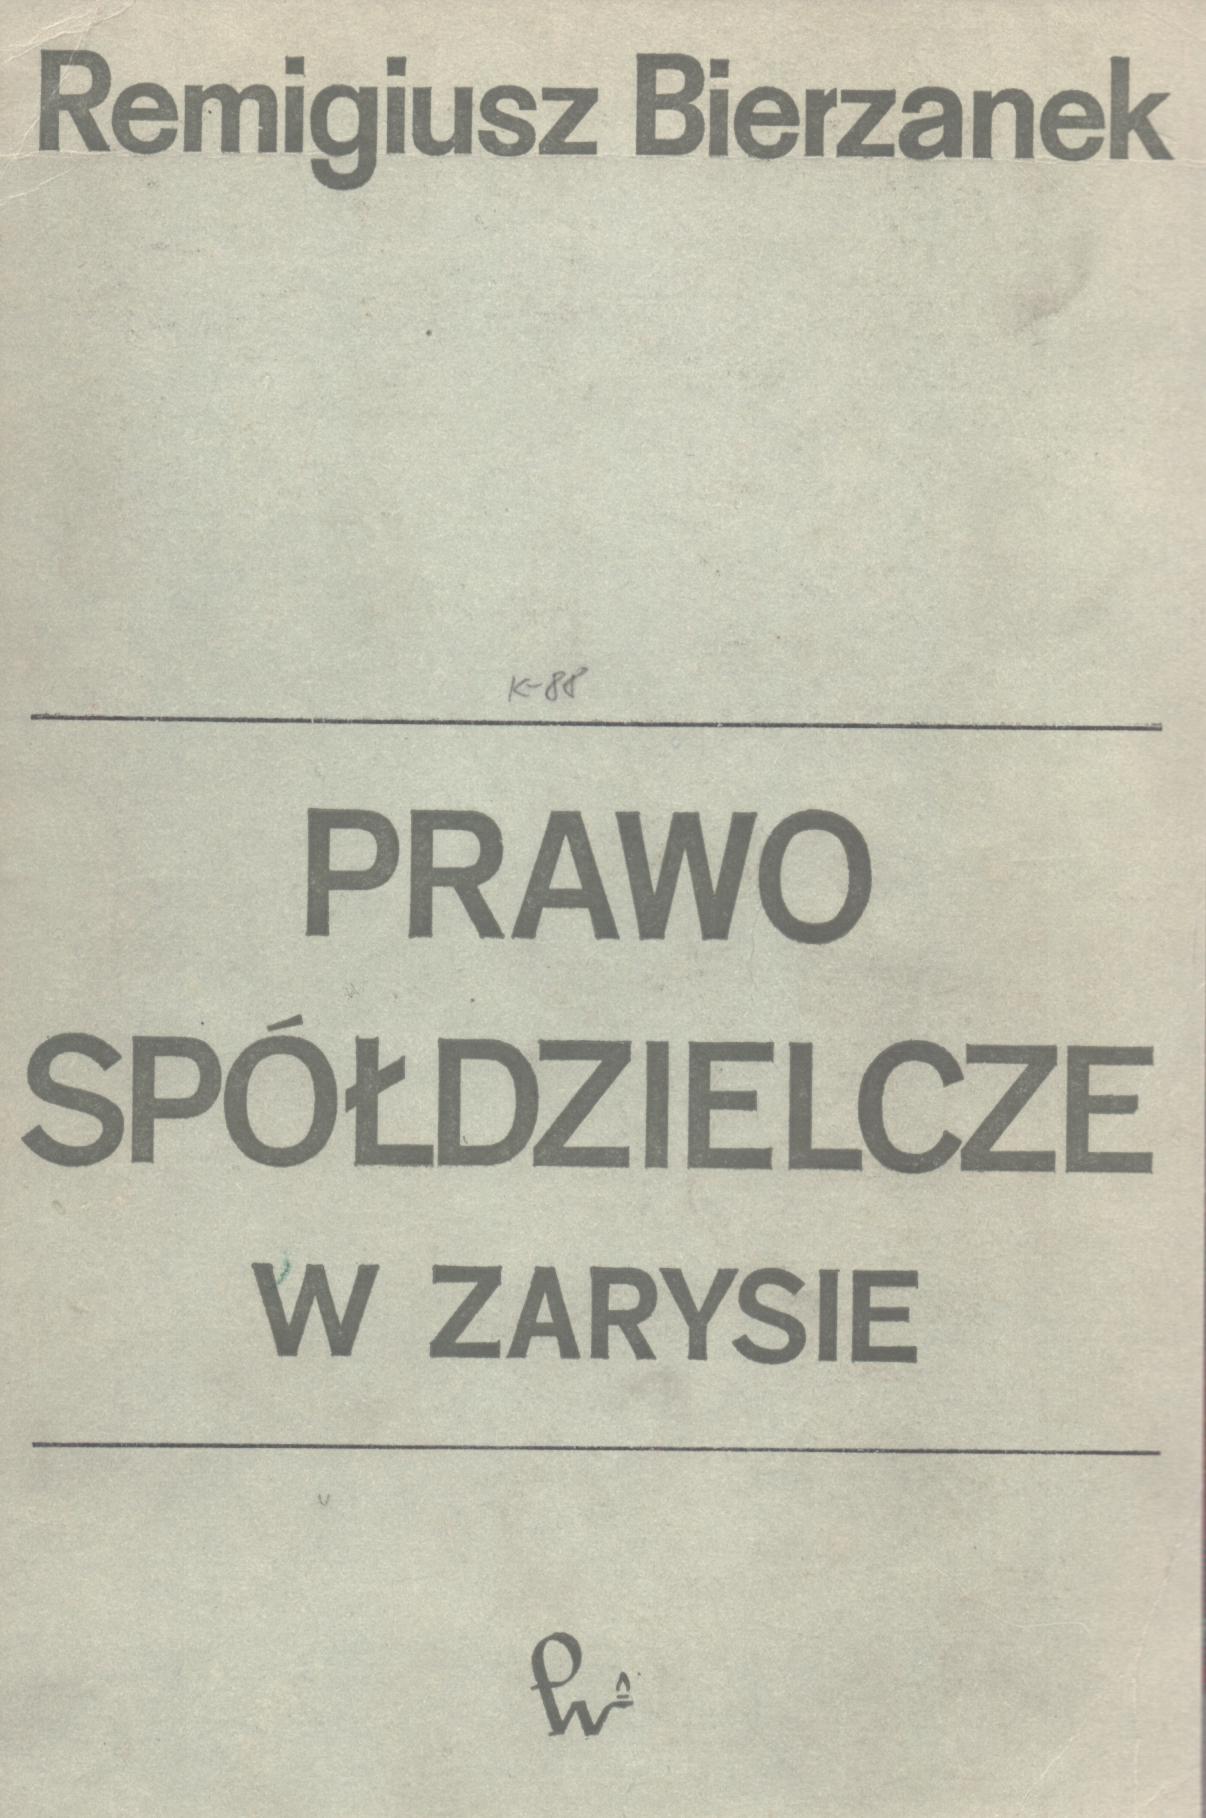 Remigiusz Bierzanek
K-88
PRAWO
SPÓŁDZIELCZE
W ZARYSIE